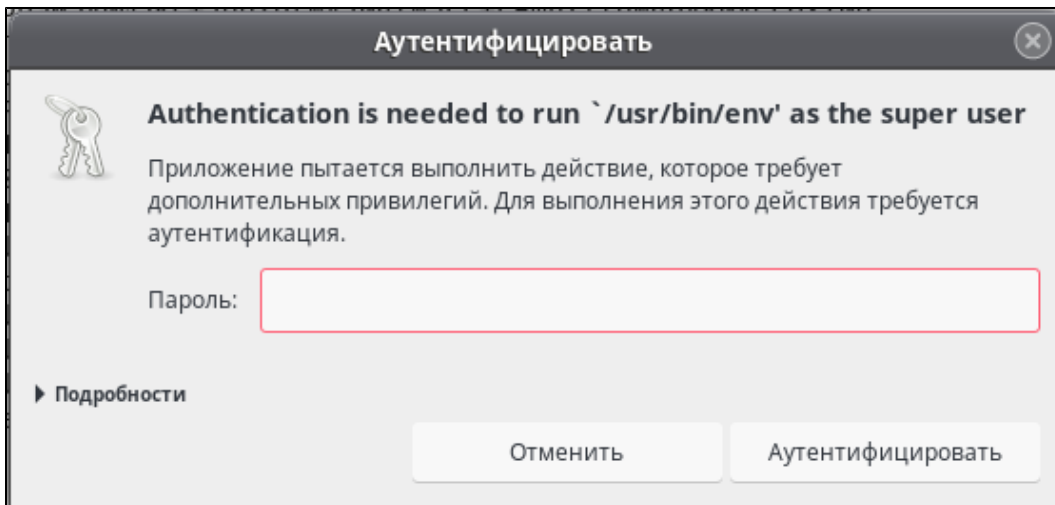 Аутентифицировать
Authentication is needed to run `/usr/bin/env' as the super user
Приложение пытается выполнить действие, которое требует
дополнительных привилегий. Для выполнения этого действия требуется
аутентификация.
Пароль:
Подробности
Отменить
Аутентифицировать